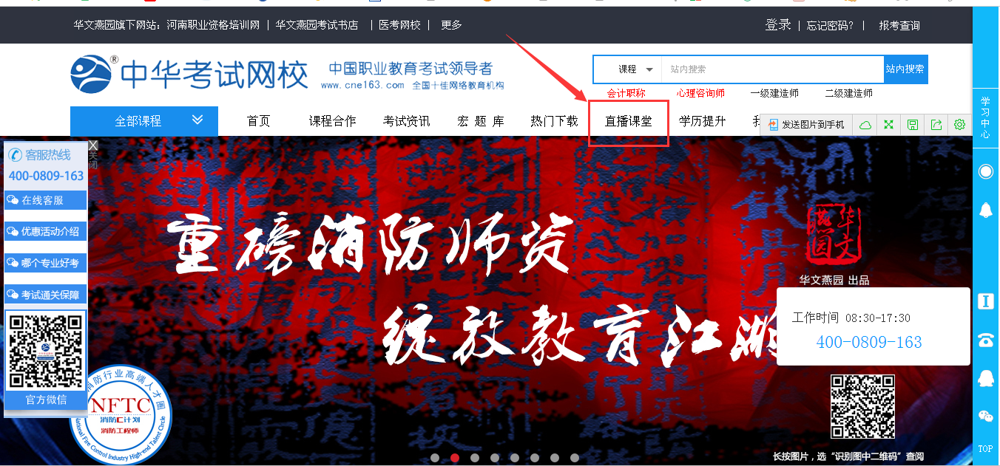 华文燕园旗下网站：河南职业资格培训网 | 华文燕园考试书店 | 医考网校 | 更多
登录 | 忘记密码? | 报考查询
中华考试网校®
中国职业教育考试领导者
www.cne163.com 全国十佳网络教育机构
课程 站内搜索 站内搜索
会计职称 心理咨询师 一级建造师 二级建造师
全部课程 首页 课程合作 考试资讯 宏 题 库 热门下载 直播课堂 学历提升
发送图片到手机
学习中心
X关闭
客服热线
400-0809-163
在线客服
优惠活动介绍
哪个专业好考
考试通关保障
官方微信
重磅消防师资
绽放教育江湖
华文燕园
华文燕园 出品
工作时间 08:30-17:30
400-0809-163
消防行业高端人才圈
NFTC
消防E计划
消防工程师
National Fire Control Industry High-end Talent Circle
长按图片，选“识别图中二维码”查阅
TOP